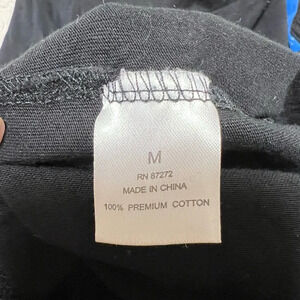 M
RN 87272
MADE IN CHINA
100% PREMIUM COTTON